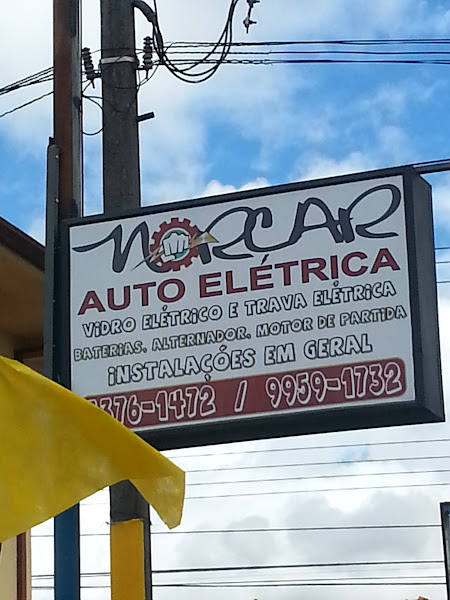 NORCAR
AUTO ELÉTRICA
VIDRO ELÉTRICO E TRAVA ELÉTRICA
BATERIAS, ALTERNADOR, MOTOR DE PARTIDA
INSTALAÇÕES EM GERAL
3376-1472 / 9959-1732